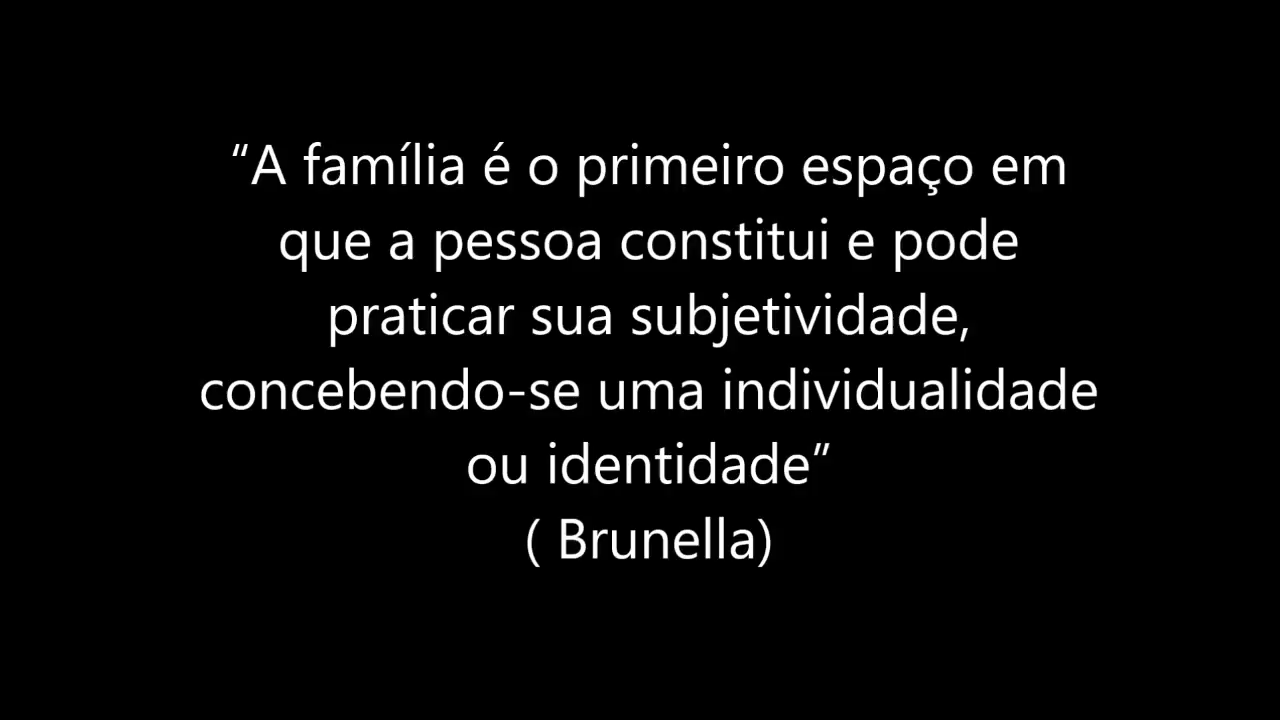 “A família é o primeiro espaço em
que a pessoa constitui e pode
praticar sua subjetividade,
concebendo-se uma individualidade
ou identidade”
( Brunella)